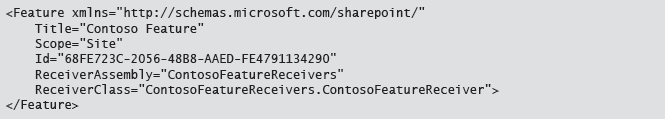 <Feature xmlns="http://schemas.microsoft.com/sharepoint/"
    Title="Contoso Feature"
    Scope="Site"
    Id="68FE723C-2056-48B8-AAED-FE4791134290"
    ReceiverAssembly="ContosoFeatureReceivers"
    ReceiverClass="ContosoFeatureReceivers.ContosoFeatureReceiver">
</Feature>